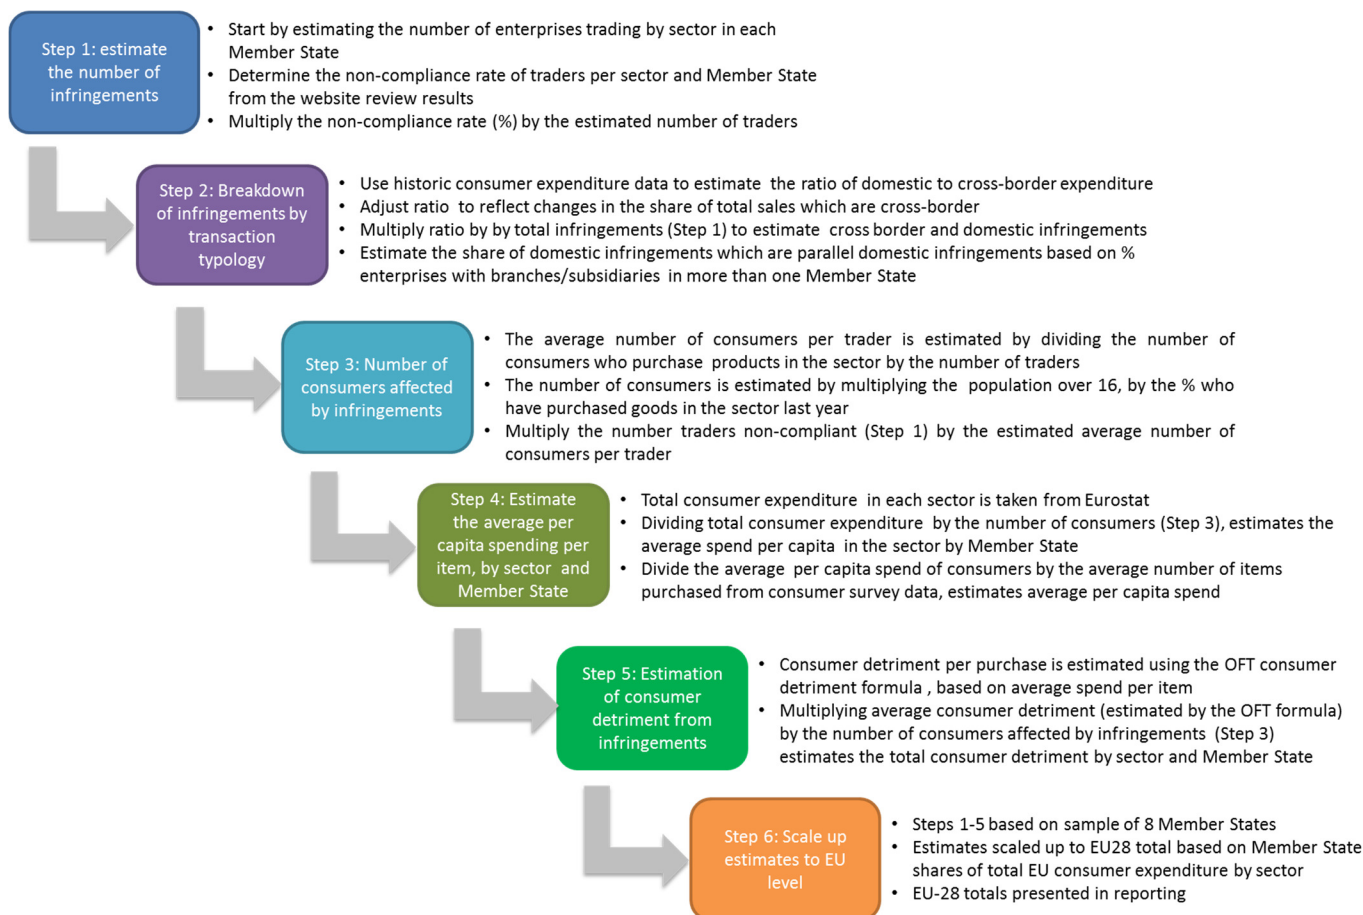 Step 1: estimate
the number of
infringements
• Start by estimating the number of enterprises trading by sector in each
Member State
• Determine the non-compliance rate of traders per sector and Member State
from the website review results
• Multiply the non-compliance rate (%) by the estimated number of traders
Step 2: Breakdown
of infringements by
transaction
typology
• Use historic consumer expenditure data to estimate the ratio of domestic to cross-border expenditure
• Adjust ratio to reflect changes in the share of total sales which are cross-border
• Multiply ratio by by total infringements (Step 1) to estimate cross border and domestic infringements
• Estimate the share of domestic infringements which are parallel domestic infringements based on %
enterprises with branches/subsidiaries in more than one Member State
Step 3: Number of
consumers affected
by infringements
• The average number of consumers per trader is estimated by dividing the number of
consumers who purchase products in the sector by the number of traders
• The number of consumers is estimated by multiplying the population over 16, by the % who
have purchased goods in the sector last year
• Multiply the number traders non-compliant (Step 1) by the estimated average number of
consumers per trader
Step 4: Estimate
the average per
capita spending per
item, by sector and
Member State
• Total consumer expenditure in each sector is taken from Eurostat
• Dividing total consumer expenditure by the number of consumers (Step 3), estimates the
average spend per capita in the sector by Member State
• Divide the average per capita spend of consumers by the average number of items
purchased from consumer survey data, estimates average per capita spend
Step 5: Estimation
of consumer
detriment from
infringements
• Consumer detriment per purchase is estimated using the OFT consumer
detriment formula , based on average spend per item
• Multiplying average consumer detriment (estimated by the OFT formula)
by the number of consumers affected by infringements (Step 3)
estimates the total consumer detriment by sector and Member State
Step 6: Scale up
estimates to EU
level
• Steps 1-5 based on sample of 8 Member States
• Estimates scaled up to EU28 total based on Member State
shares of total EU consumer expenditure by sector
• EU-28 totals presented in reporting